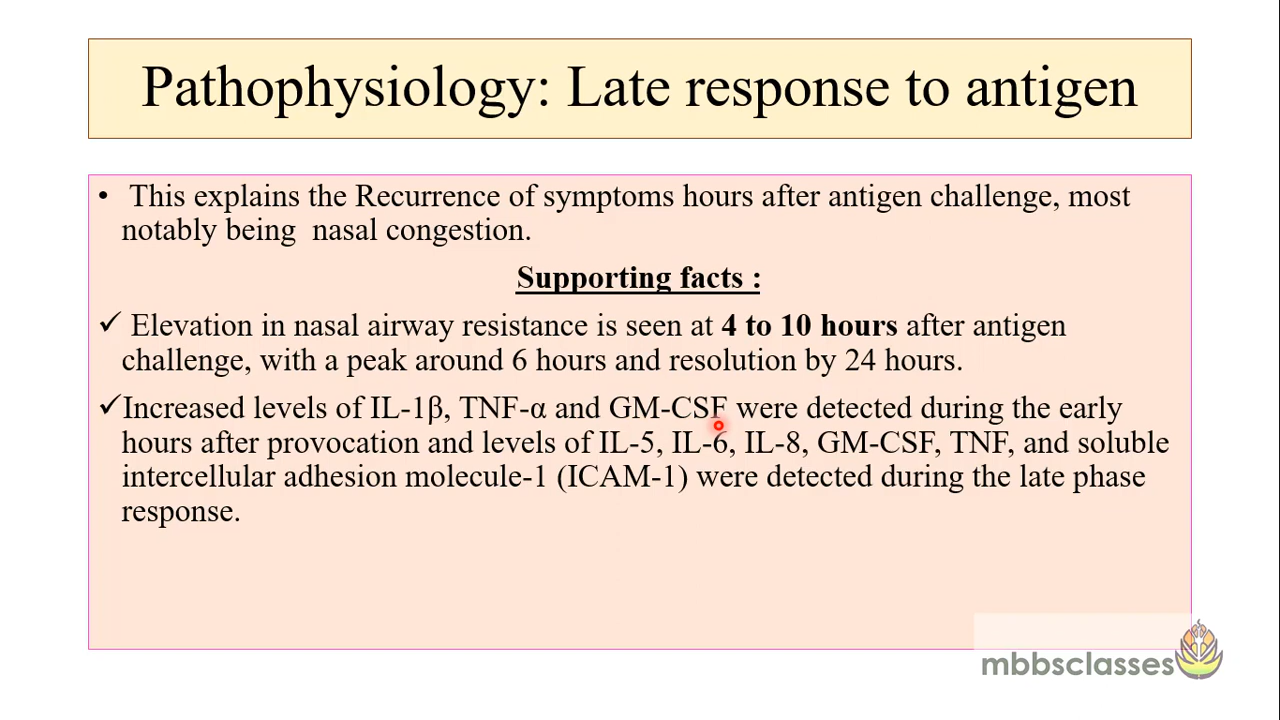 Pathophysiology: Late response to antigen
• This explains the Recurrence of symptoms hours after antigen challenge, most
notably being nasal congestion.
Supporting facts :
✓ Elevation in nasal airway resistance is seen at 4 to 10 hours after antigen
challenge, with a peak around 6 hours and resolution by 24 hours.
✓Increased levels of IL-1β, TNF-α and GM-CSF were detected during the early
hours after provocation and levels of IL-5, IL-6, IL-8, GM-CSF, TNF, and soluble
intercellular adhesion molecule-1 (ICAM-1) were detected during the late phase
response.
mbbsclasses